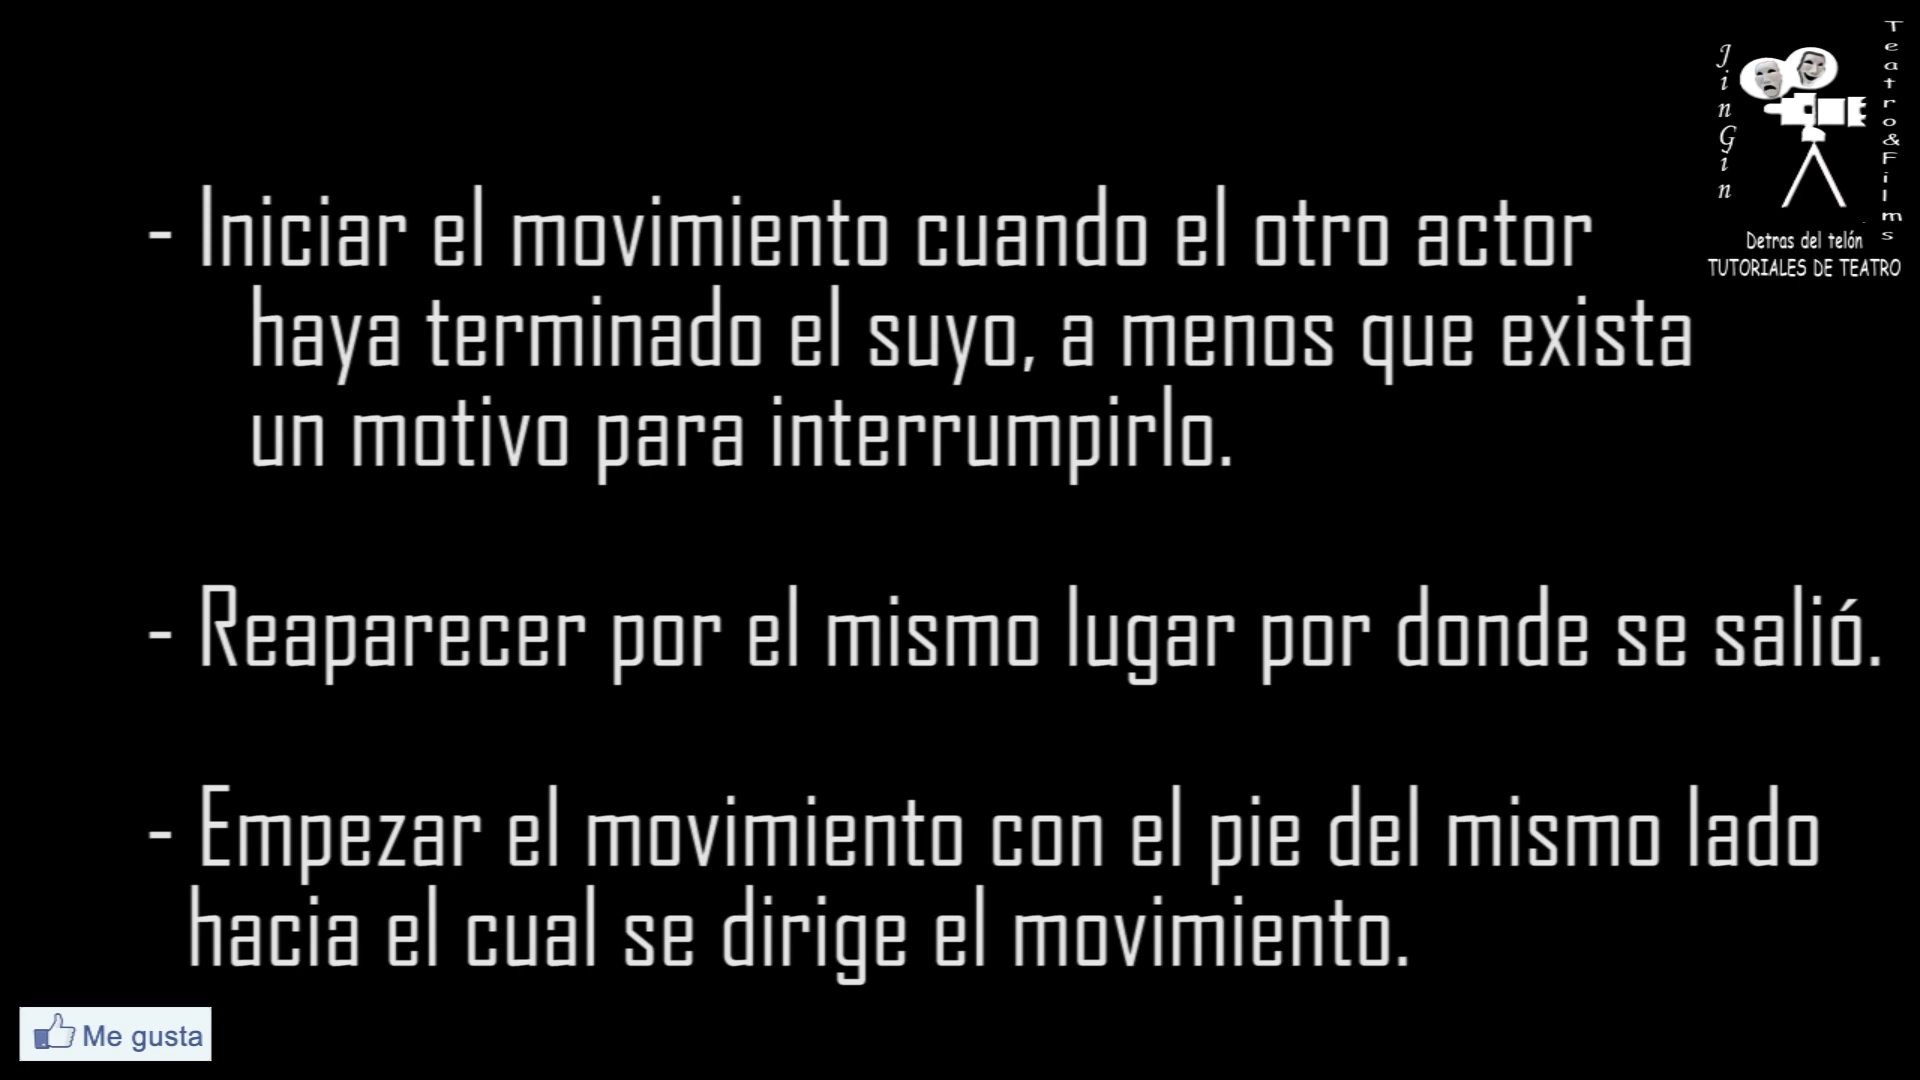 JinGin
Teatro&Films
Detras del telón
TUTORIALES DE TEATRO
- Iniciar el movimiento cuando el otro actor
haya terminado el suyo, a menos que exista
un motivo para interrumpirlo.
- Reaparecer por el mismo lugar por donde se salió.
- Empezar el movimiento con el pie del mismo lado
hacia el cual se dirige el movimiento.
Me gusta